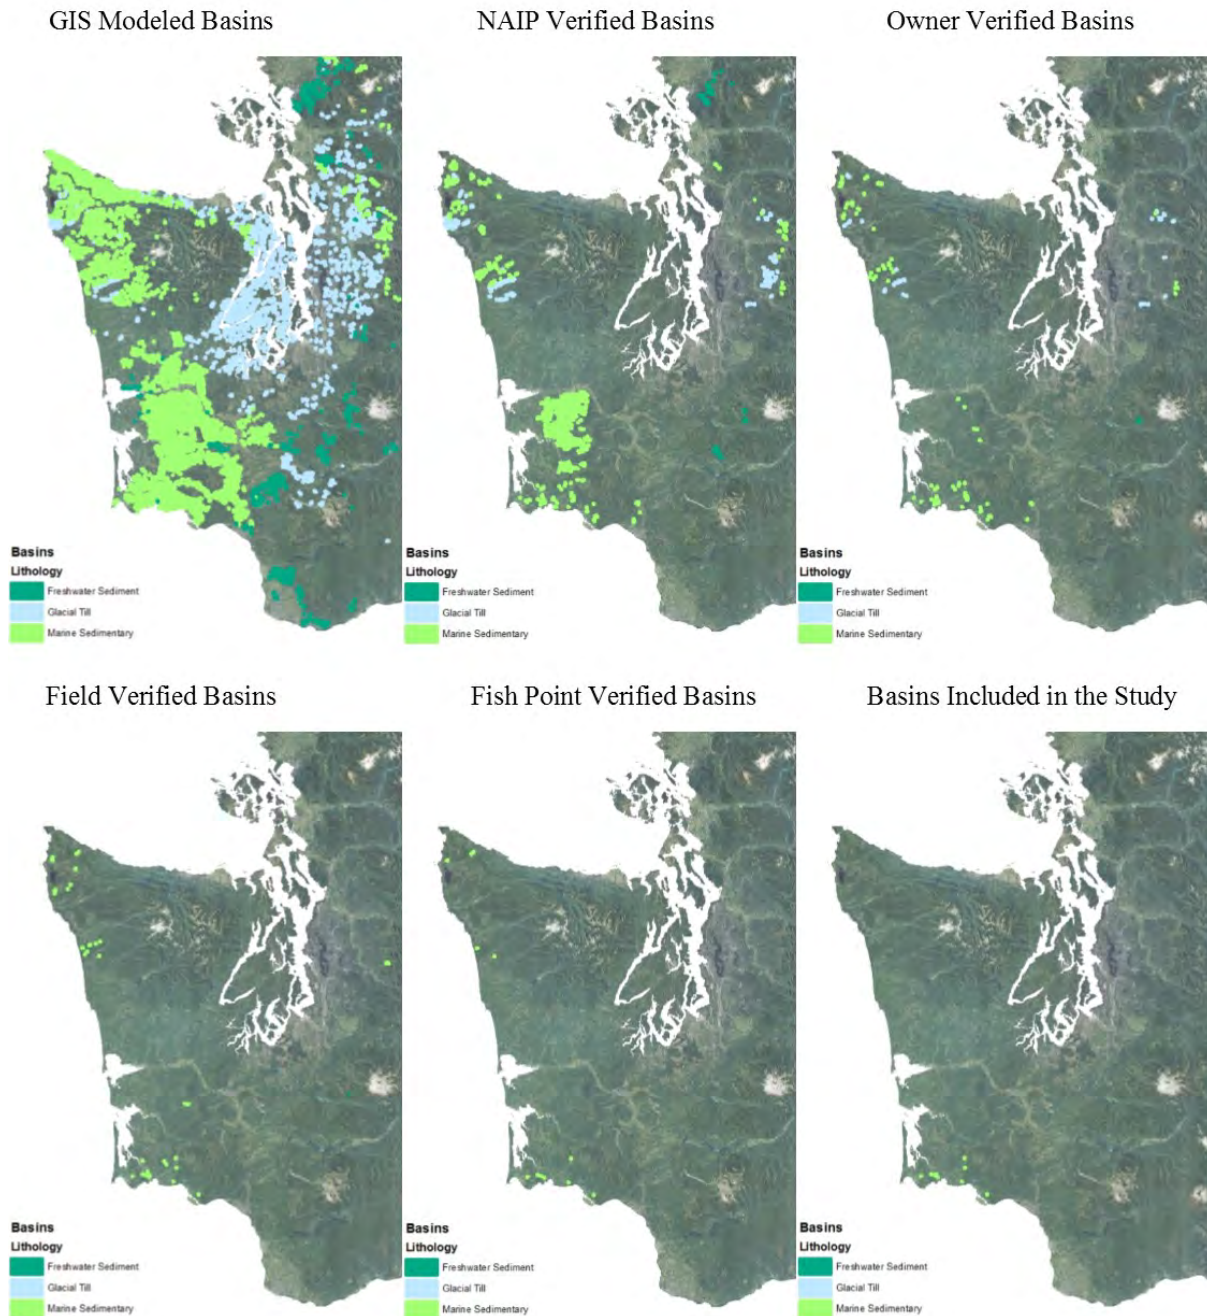 GIS Modeled Basins
NAIP Verified Basins
Owner Verified Basins
Basins
Lithology
Freshwater Sediment
Glacial Till
Marine Sedimentary
Basins
Lithology
Freshwater Sediment
Glacial Till
Marine Sedimentary
Basins
Lithology
Freshwater Sediment
Glacial Till
Marine Sedimentary
Field Verified Basins
Fish Point Verified Basins
Basins Included in the Study
Basins
Lithology
Freshwater Sediment
Glacial Till
Marine Sedimentary
Basins
Lithology
Freshwater Sediment
Glacial Till
Marine Sedimentary
Basins
Lithology
Freshwater Sediment
Glacial Till
Marine Sedimentary